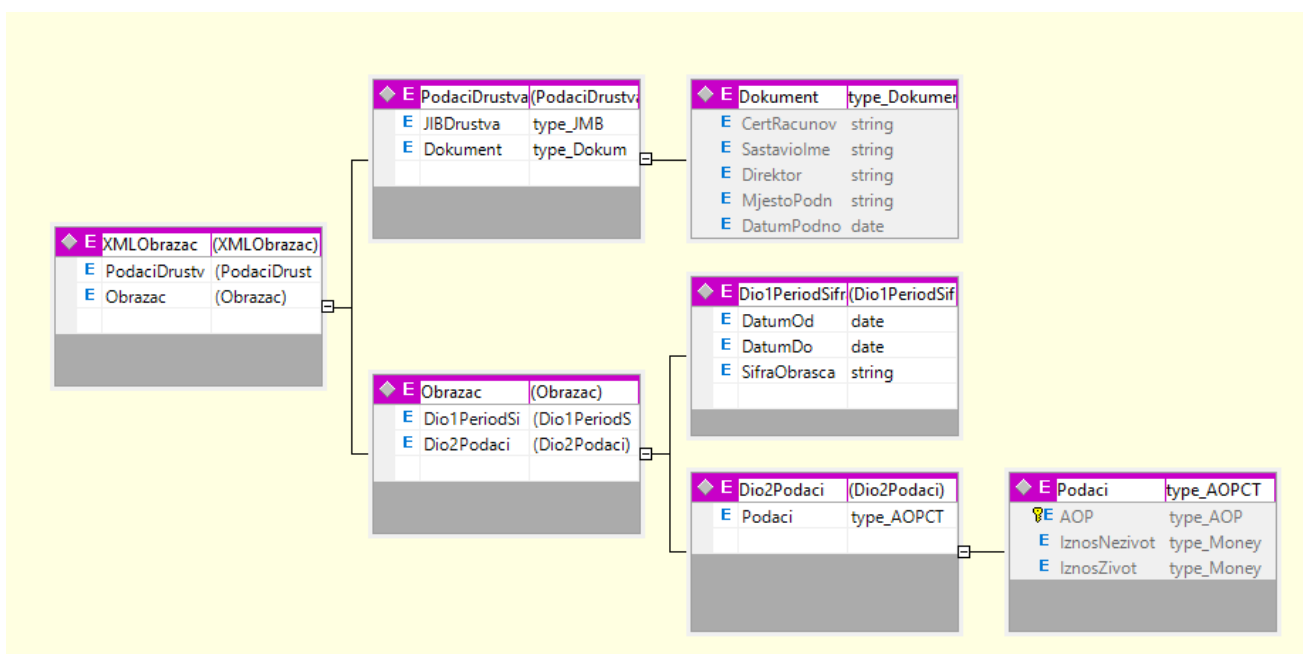 E PodaciDrustva (PodaciDrustv
E JIBDrustva type_JMB
E Dokument type_Dokum
E Dokument type_Dokumer
E CertRacunov string
E SastavioIme string
E Direktor string
E MjestoPodn string
E DatumPodno date
E XMLObrazac (XMLObrazac)
E PodaciDrustv (PodaciDrust
E Obrazac (Obrazac)
E Dio1PeriodSifr (Dio1PeriodSif
E DatumOd date
E DatumDo date
E SifraObrasca string
E Obrazac (Obrazac)
E Dio1PeriodSi (Dio1PeriodS
E Dio2Podaci (Dio2Podaci)
E Dio2Podaci (Dio2Podaci)
E Podaci type_AOPCT
E Podaci type_AOPCT
E AOP type_AOP
E IznosNezivot type_Money
E IznosZivot type_Money